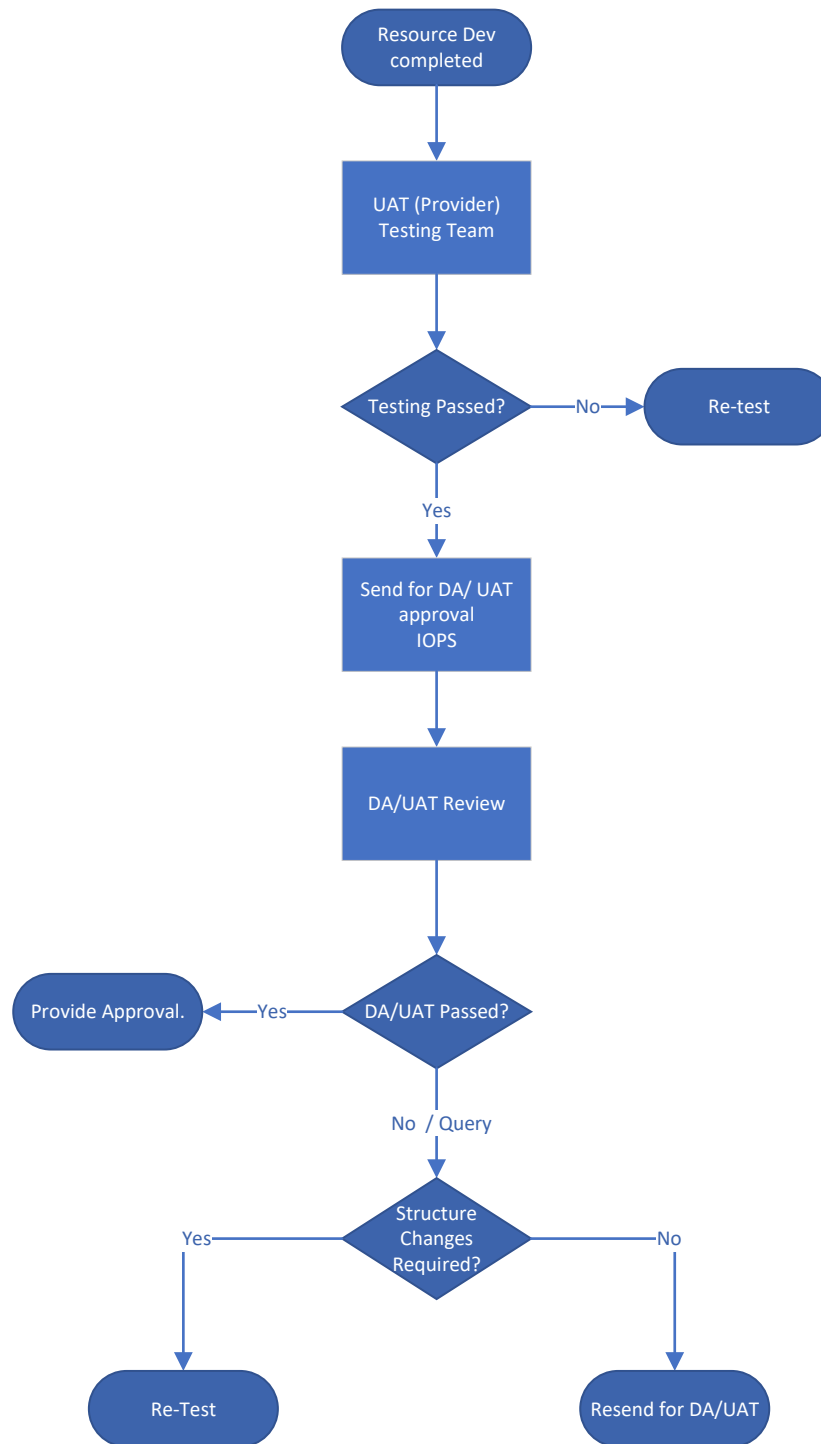 Resource Dev
completed
UAT (Provider)
Testing Team
Testing Passed?
No
Re-test
Yes
Send for DA/ UAT
approval
IOPS
DA/UAT Review
Provide Approval.
Yes
DA/UAT Passed?
No / Query
Structure
Changes
Required?
Yes
No
Re-Test
Resend for DA/UAT